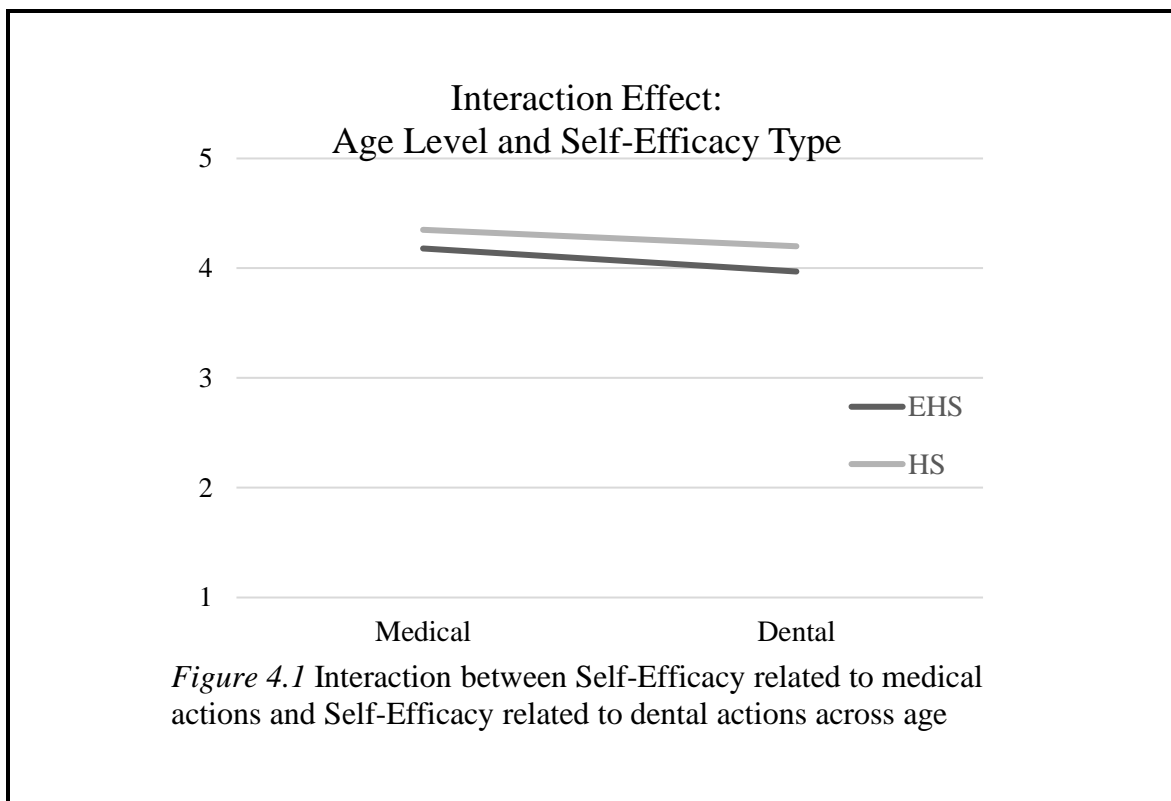 Interaction Effect:
Age Level and Self-Efficacy Type
5
4
3
2
1
EHS
HS
Medical
Dental
Figure 4.1 Interaction between Self-Efficacy related to medical
actions and Self-Efficacy related to dental actions across age